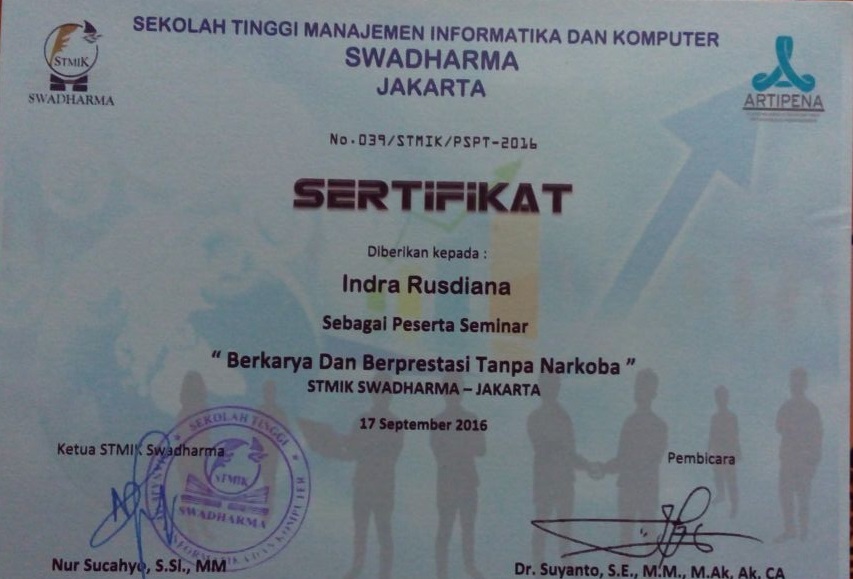 SEKOLAH TINGGI MANAJEMEN INFORMATIKA DAN KOMPUTER
SWADHARMA
JAKARTA
STMIK
SWADHARMA
ARTIPENA
No.039/STMIK/PSPT-2016
SERTIFIKAT
Diberikan kepada :
Indra Rusdiana
Sebagai Peserta Seminar
“ Berkarya Dan Berprestasi Tanpa Narkoba ”
STMIK SWADHARMA – JAKARTA
17 September 2016
Ketua STMIK Swadharma
Pembicara
SEKOLAH TINGGI
STMIK
SWADHARMA
DAN KOMPUTER
Nur Sucahyo, S.SI., MM
Dr. Suyanto, S.E., M.M., M.Ak, Ak, CA